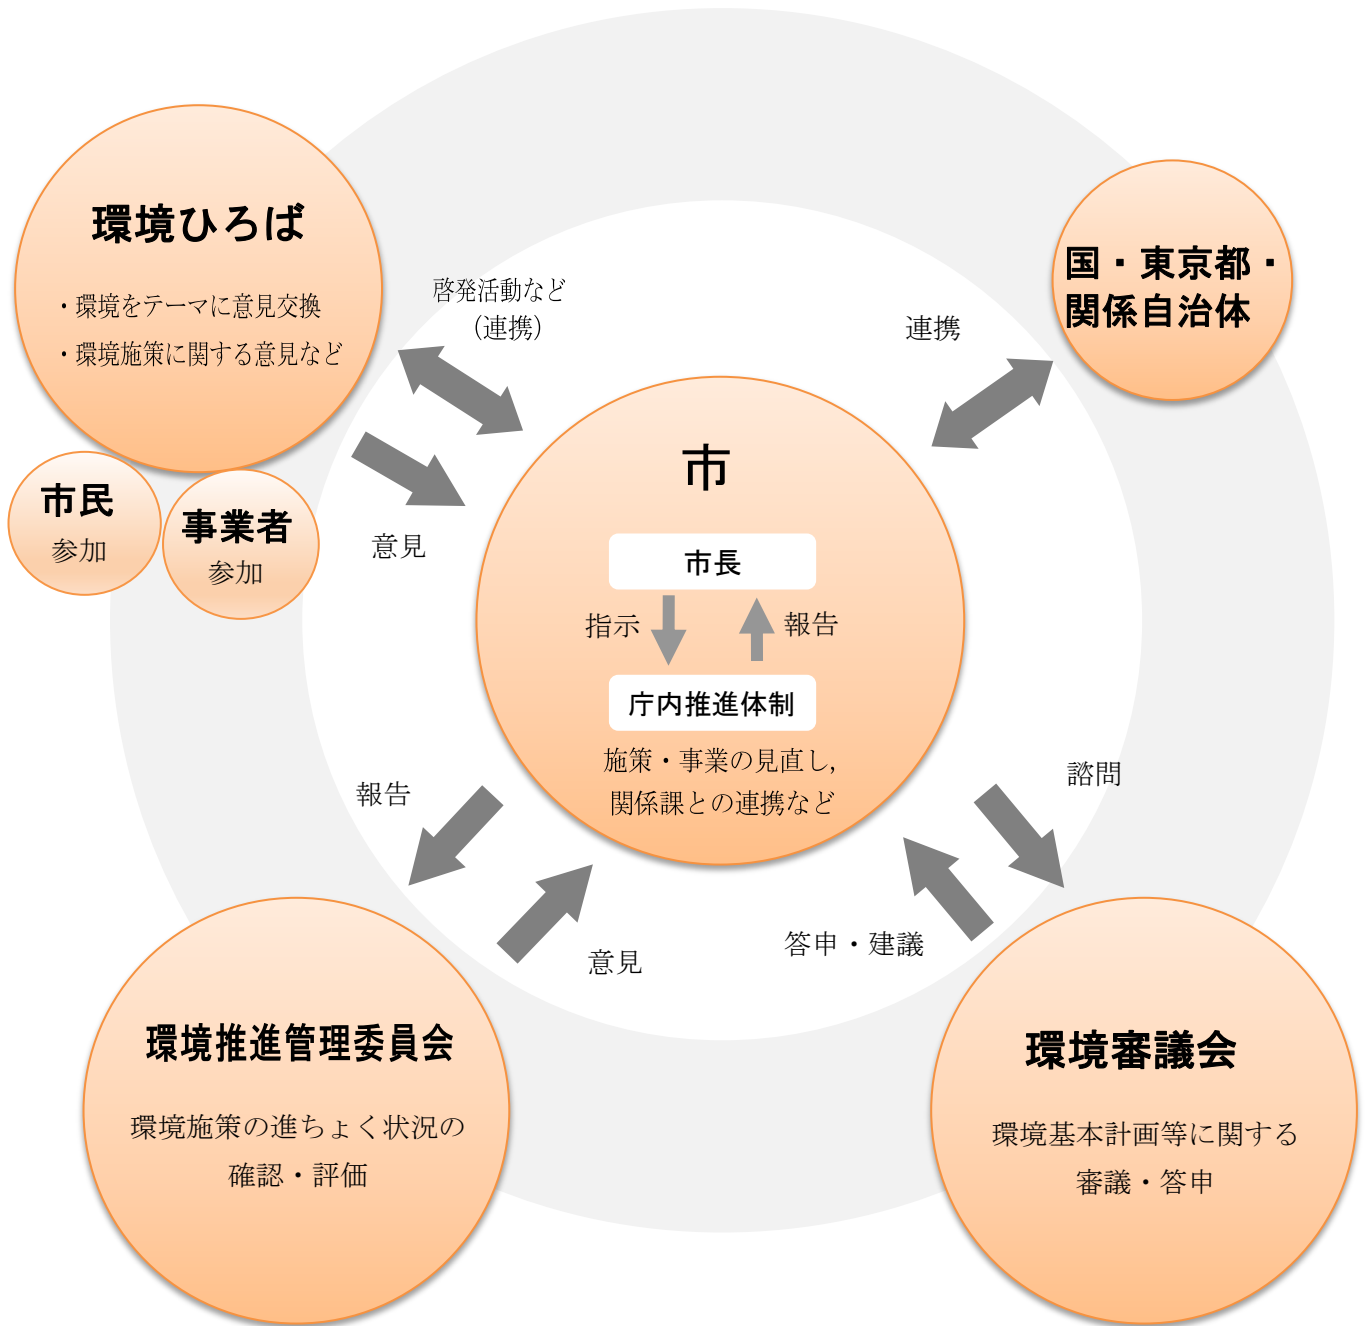 環境ひろば
・環境をテーマに意見交換
・環境施策に関する意見など
市民
参加
事業者
参加
啓発活動など
（連携）
意見
国・東京都・
関係自治体
連携
市
市長
指示
報告
庁内推進体制
施策・事業の見直し,
関係課との連携など
報告
意見
諮問
答申・建議
環境推進管理委員会
環境施策の進ちょく状況の
確認・評価
環境審議会
環境基本計画等に関する
審議・答申